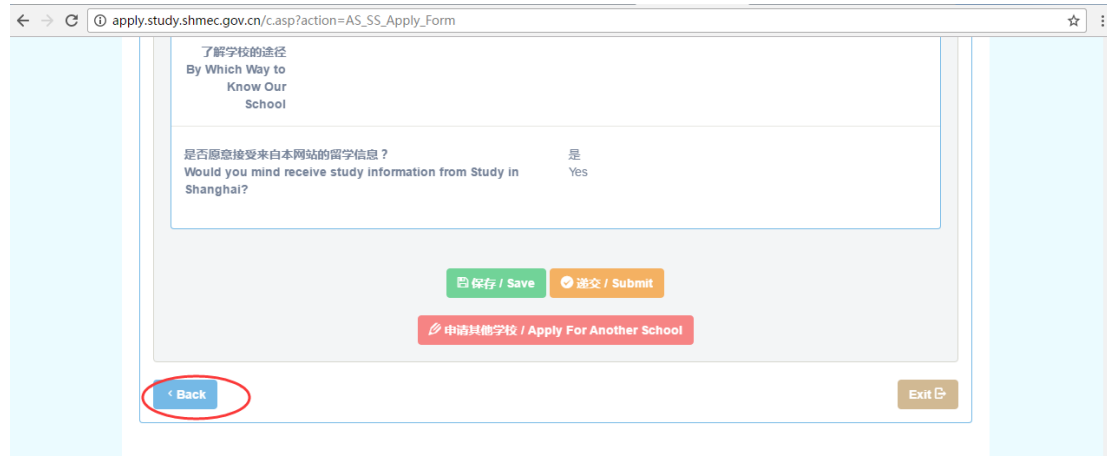 apply.study.shmec.gov.cn/c.asp?action=AS_SS_Apply_Form
了解学校的途径
By Which Way to
Know Our
School
是否愿意接受来自本网站的留学信息？
是
Would you mind receive study information from Study in
Yes
Shanghai?
保存 / Save
递交 / Submit
申请其他学校 / Apply For Another School
Back
Exit